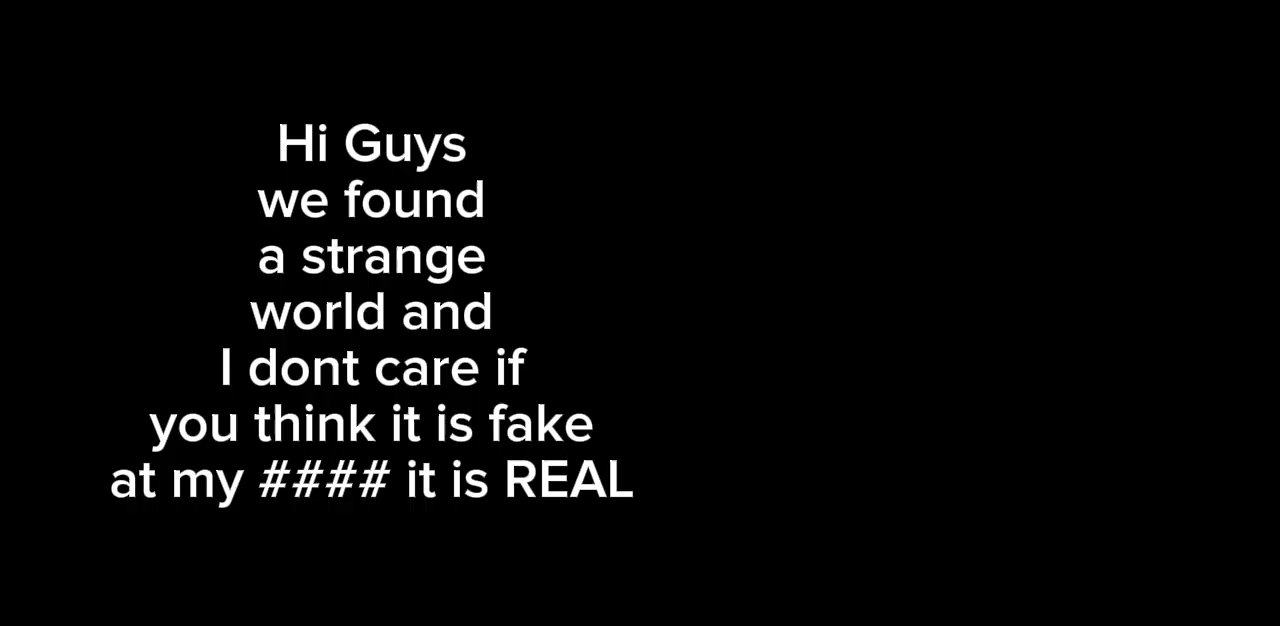 Hi Guys
we found
a strange
world and
I dont care if
you think it is fake
at my #### it is REAL